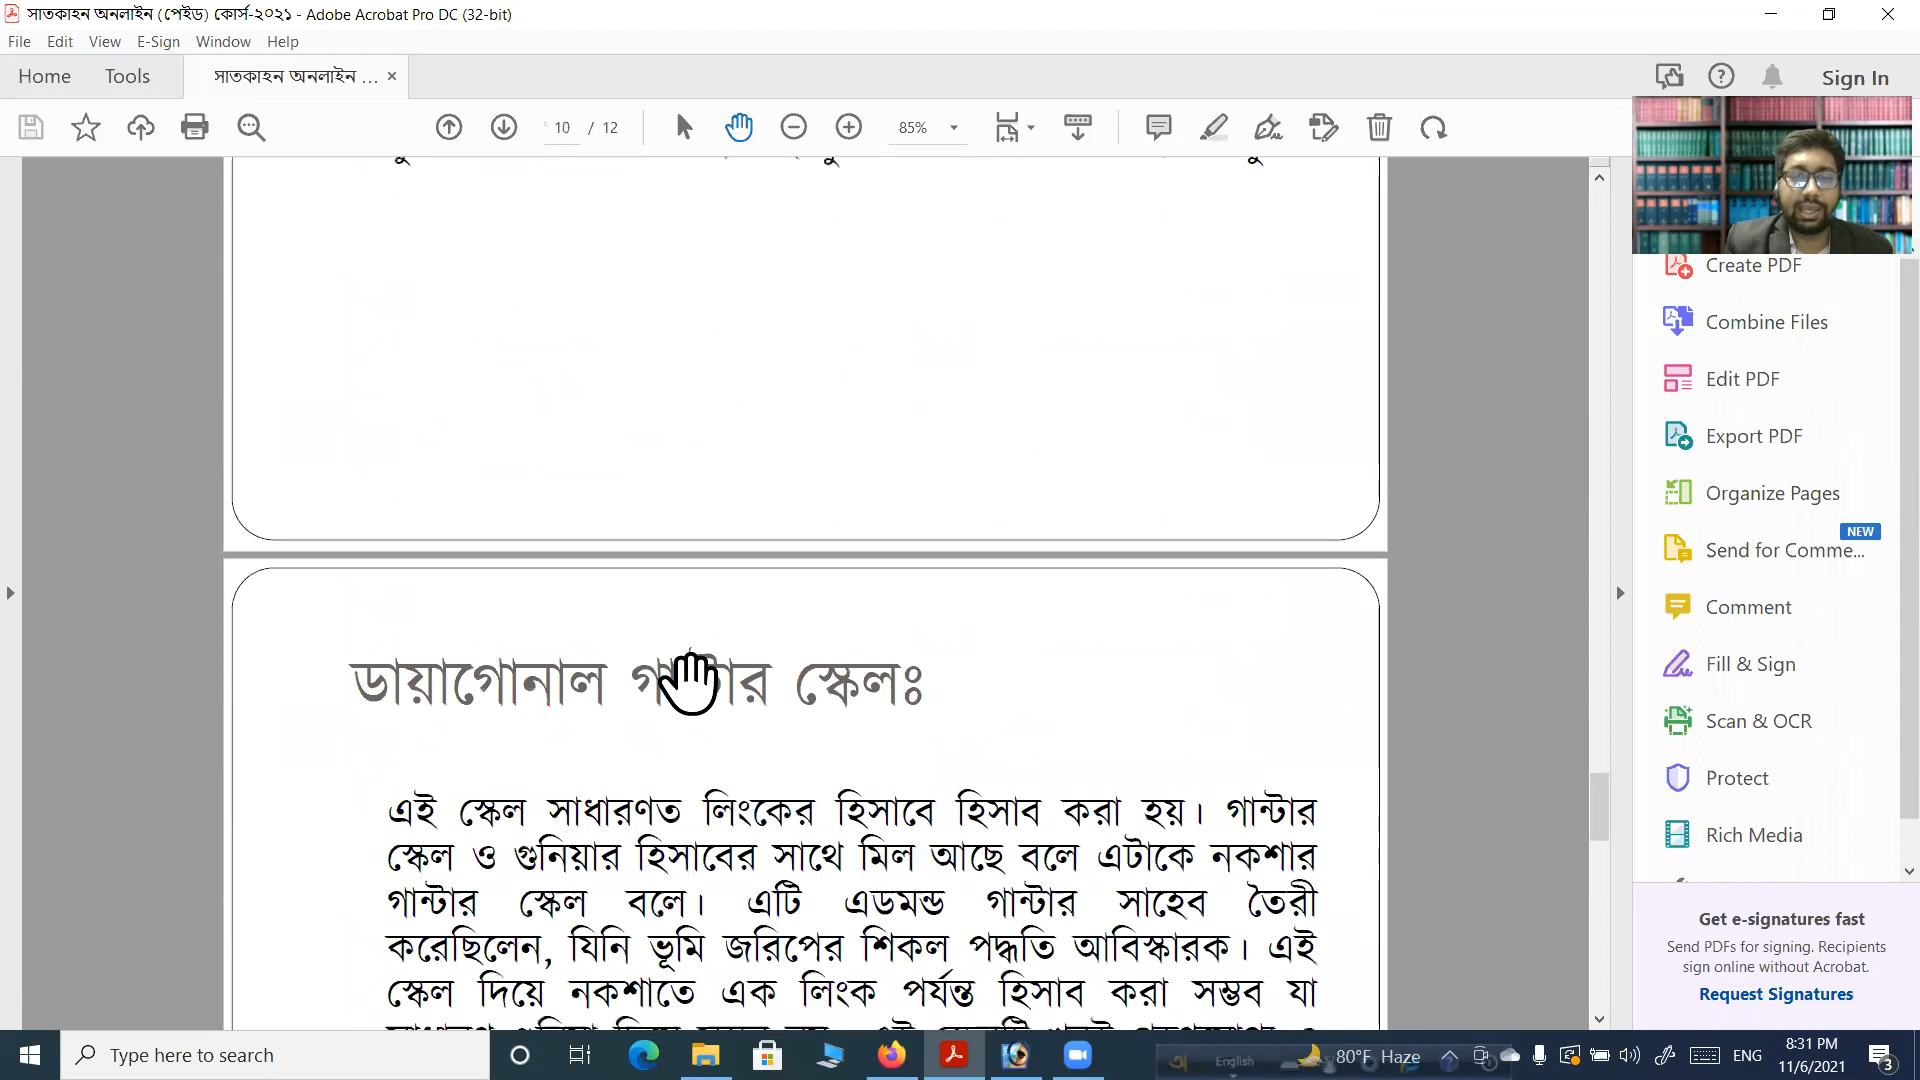 সাতকাহন অনলাইন (পেইড) কোর্স-২০২১ - Adobe Acrobat Pro DC (32-bit)
File Edit View E-Sign Window Help
Home Tools সাতকাহন অনলাইন ... × Sign In
10 / 12 85%
Create PDF
Combine Files
Edit PDF
Export PDF
Organize Pages
NEW
Send for Comme...
Comment
Fill & Sign
Scan & OCR
Protect
Rich Media
Get e-signatures fast
Send PDFs for signing. Recipients
sign online without Acrobat.
Request Signatures
ডায়াগোনাল গান্টার স্কেলঃ
এই স্কেল সাধারণত লিংকের হিসাবে হিসাব করা হয়। গান্টার
স্কেল ও গুনিয়ার হিসাবের সাথে মিল আছে বলে এটাকে নকশার
গান্টার স্কেল বলে। এটি এডমন্ড গান্টার সাহেব তৈরী
করেছিলেন, যিনি ভূমি জরিপের শিকল পদ্ধতি আবিস্কারক। এই
স্কেল দিয়ে নকশাতে এক লিংক পর্যন্ত হিসাব করা সম্ভব যা
Type here to search
English
80°F Haze
ENG
8:31 PM
11/6/2021
3